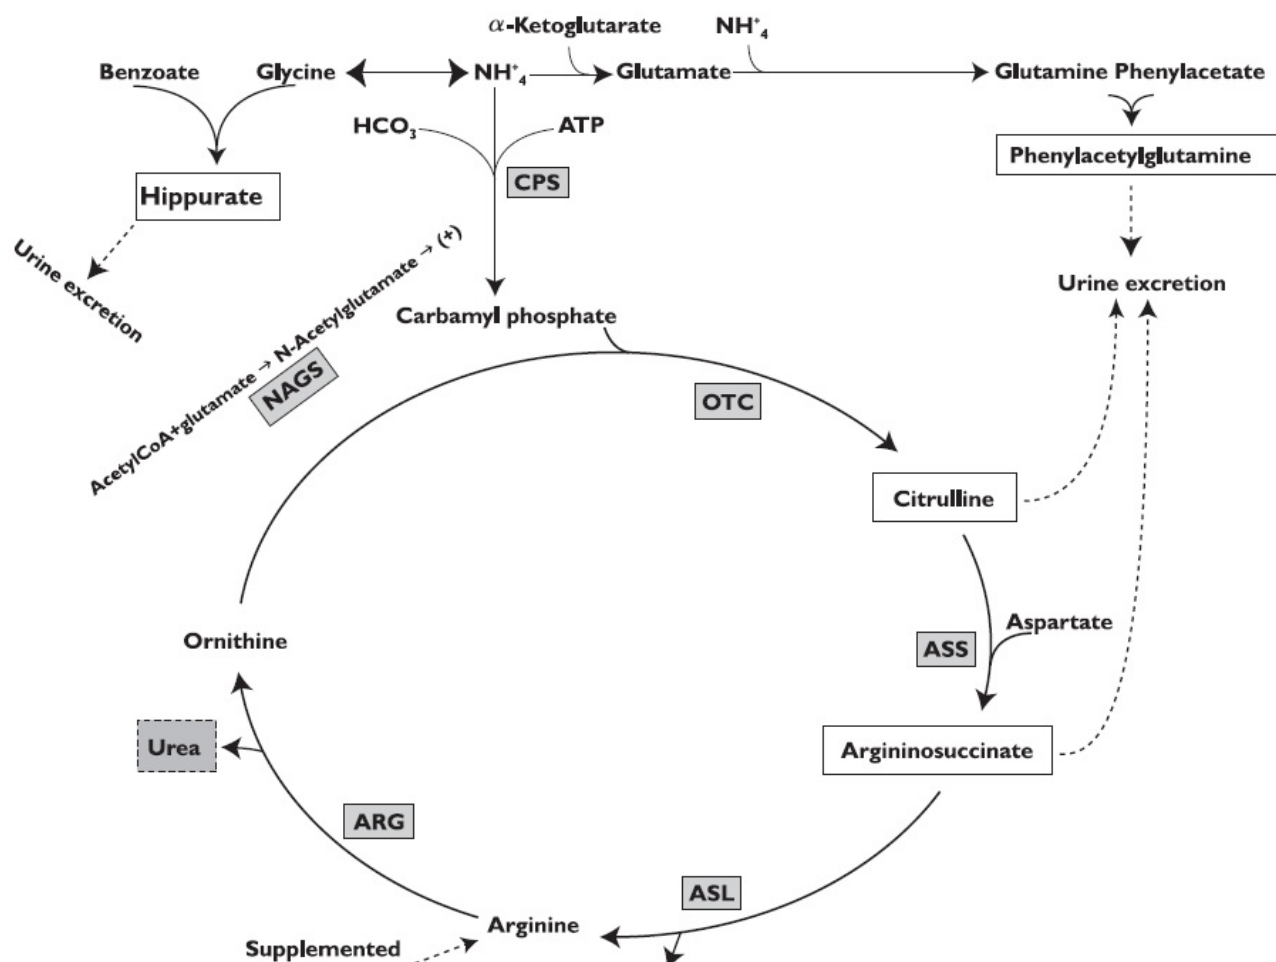 α-Ketoglutarate
NH⁺₄
Benzoate
Glycine
NH⁺₄
Glutamate
Glutamine Phenylacetate
HCO₃
ATP
CPS
Phenylacetylglutamine
Hippurate
Urine excretion
AcetylCoA+glutamate → N-Acetylglutamate → (+)
NAGS
Carbamyl phosphate
Urine excretion
OTC
Citrulline
Aspartate
ASS
Ornithine
Urea
Argininosuccinate
ARG
ASL
Arginine
Supplemented